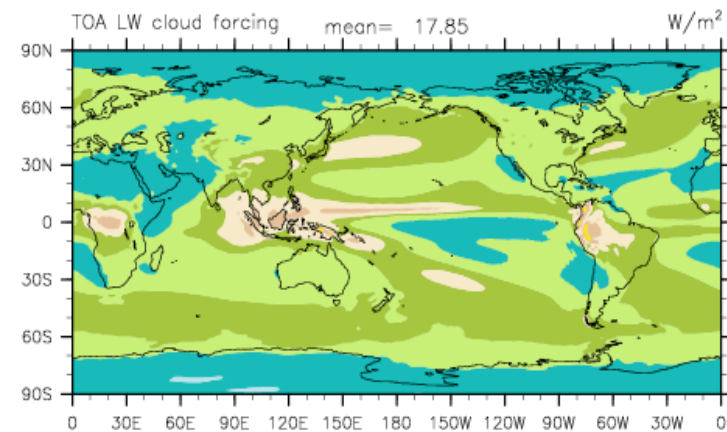 TOA LW cloud forcing mean= 17.85 W/m²
90N
60N
30N
0
30S
60S
90S
0 30E 60E 90E 120E 150E 180 150W 120W 90W 60W 30W 0